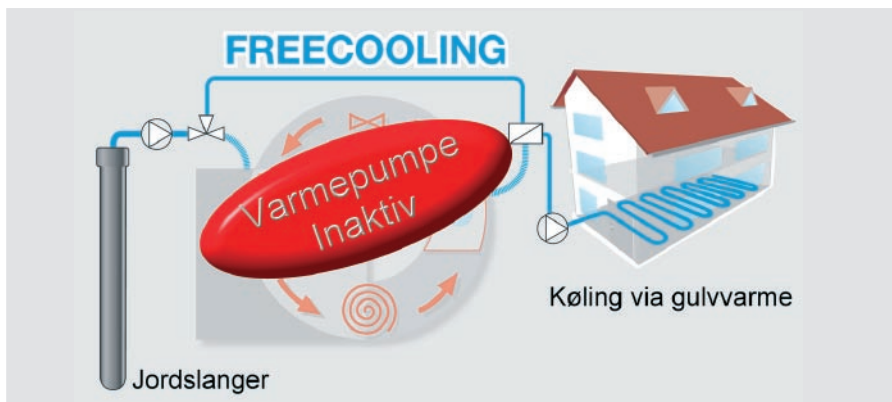 FREECOOLING
Varmepumpe
Inaktiv
Køling via gulvvarme
Jordslanger